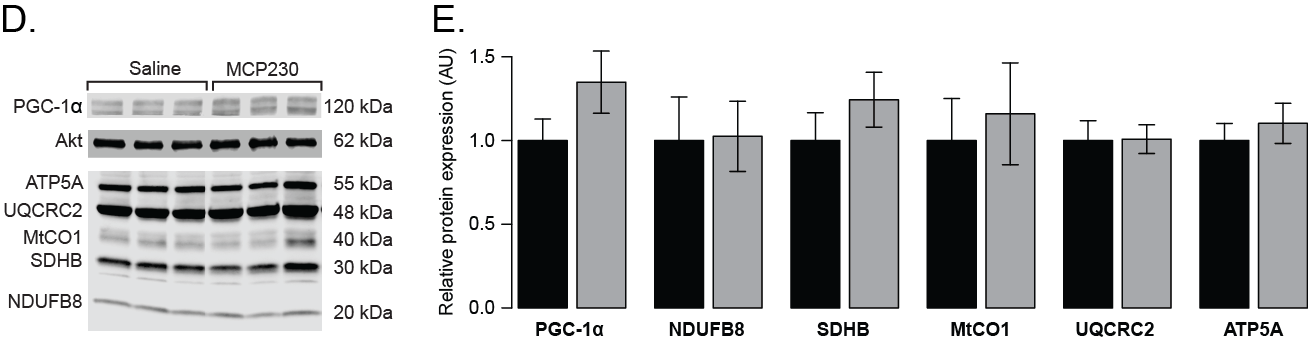 D.
Saline MCP230
PGC-1α 120 kDa
Akt 62 kDa
ATP5A 55 kDa
UQCRC2 48 kDa
MtCO1 40 kDa
SDHB 30 kDa
NDUFB8 20 kDa
E.
Relative protein expression (AU)
1.5
1.0
0.5
0.0
PGC-1α NDUFB8 SDHB MtCO1 UQCRC2 ATP5A